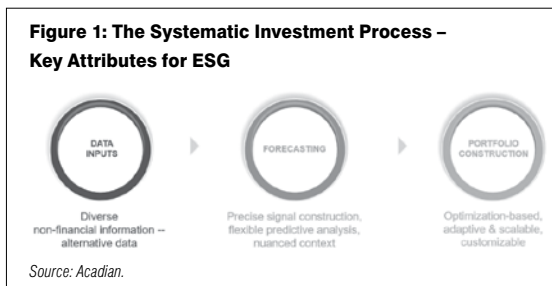 Figure 1: The Systematic Investment Process –
Key Attributes for ESG
DATA
INPUTS
FORECASTING
PORTFOLIO
CONSTRUCTION
Diverse
non-financial information –
alternative data
Precise signal construction,
flexible predictive analysis,
nuanced context
Optimization-based,
adaptive & scalable,
customizable
Source: Acadian.